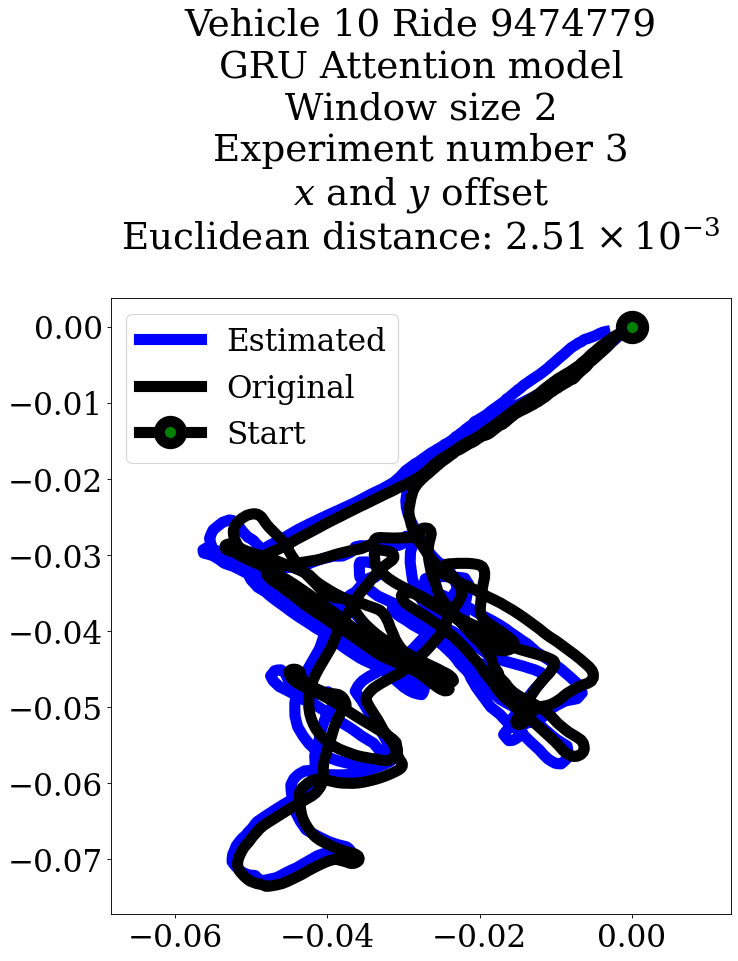 Vehicle 10 Ride 9474779
GRU Attention model
Window size 2
Experiment number 3
x and y offset
Euclidean distance: 2.51 × 10⁻³
Estimated
Original
Start
0.00
−0.01
−0.02
−0.03
−0.04
−0.05
−0.06
−0.07
−0.06 −0.04 −0.02 0.00